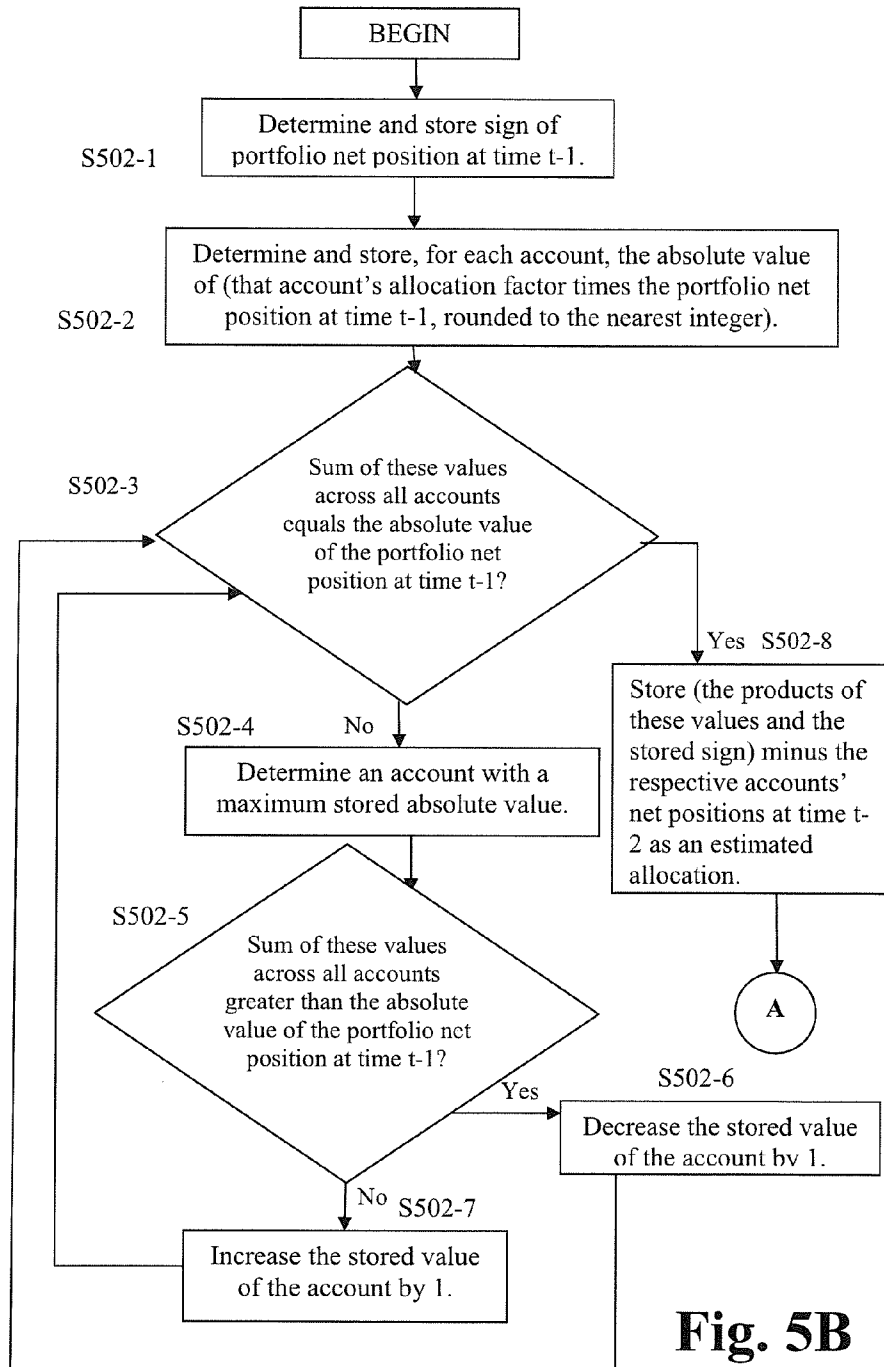 BEGIN
S502-1
Determine and store sign of
portfolio net position at time t-1.
S502-2
Determine and store, for each account, the absolute value
of (that account's allocation factor times the portfolio net
position at time t-1, rounded to the nearest integer).
S502-3
Sum of these values
across all accounts
equals the absolute value
of the portfolio net
position at time t-1?
Yes S502-8
Store (the products of
these values and the
stored sign) minus the
respective accounts'
net positions at time t-
2 as an estimated
allocation.
A
No
S502-4
Determine an account with a
maximum stored absolute value.
S502-5
Sum of these values
across all accounts
greater than the absolute
value of the portfolio net
position at time t-1?
Yes
S502-6
Decrease the stored value
of the account by 1.
No
S502-7
Increase the stored value
of the account by 1.
Fig. 5B